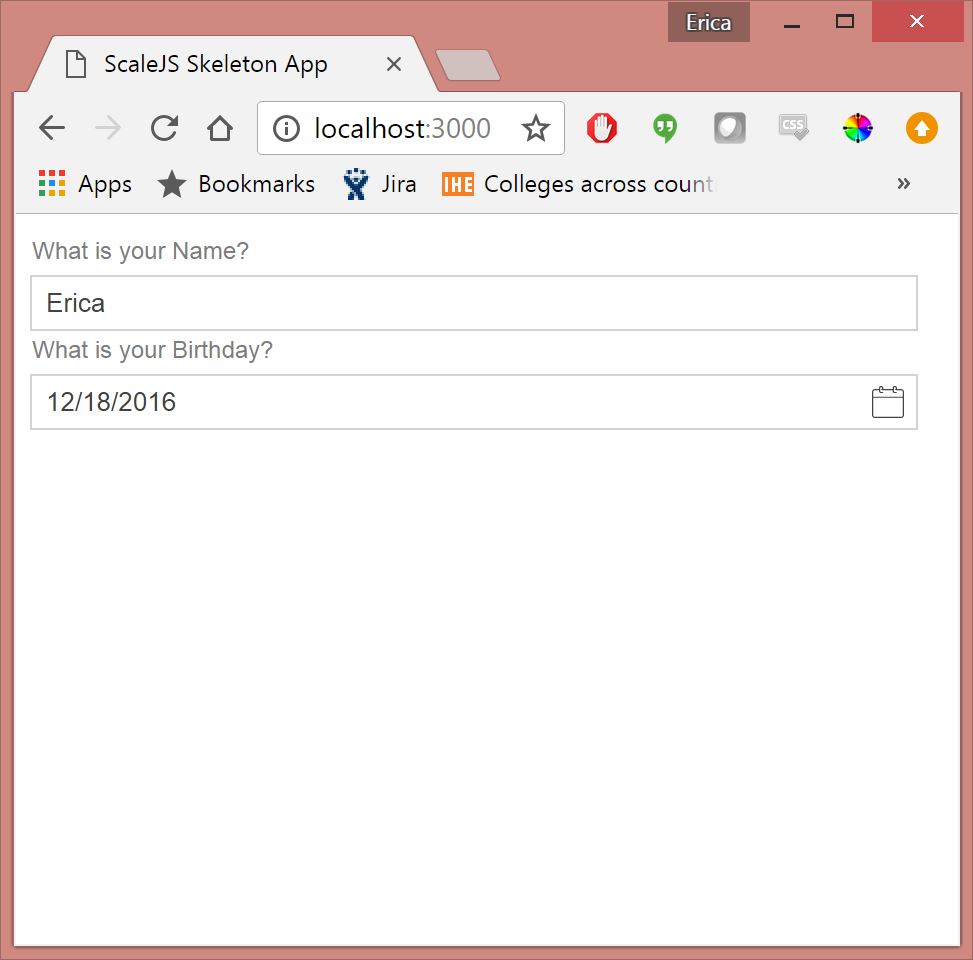 Erica
ScaleJS Skeleton App
localhost:3000
CSS
Apps Bookmarks Jira IHE Colleges across count
What is your Name?
Erica
What is your Birthday?
12/18/2016